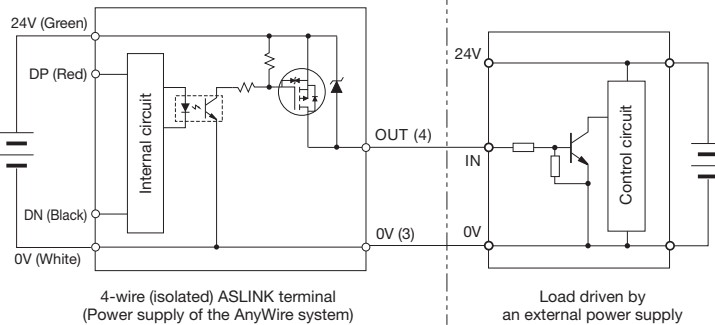 24V (Green)
DP (Red)
Internal circuit
DN (Black)
0V (White)
OUT (4)
0V (3)
24V
IN
0V
Control circuit
4-wire (isolated) ASLINK terminal
(Power supply of the AnyWire system)
Load driven by
an external power supply